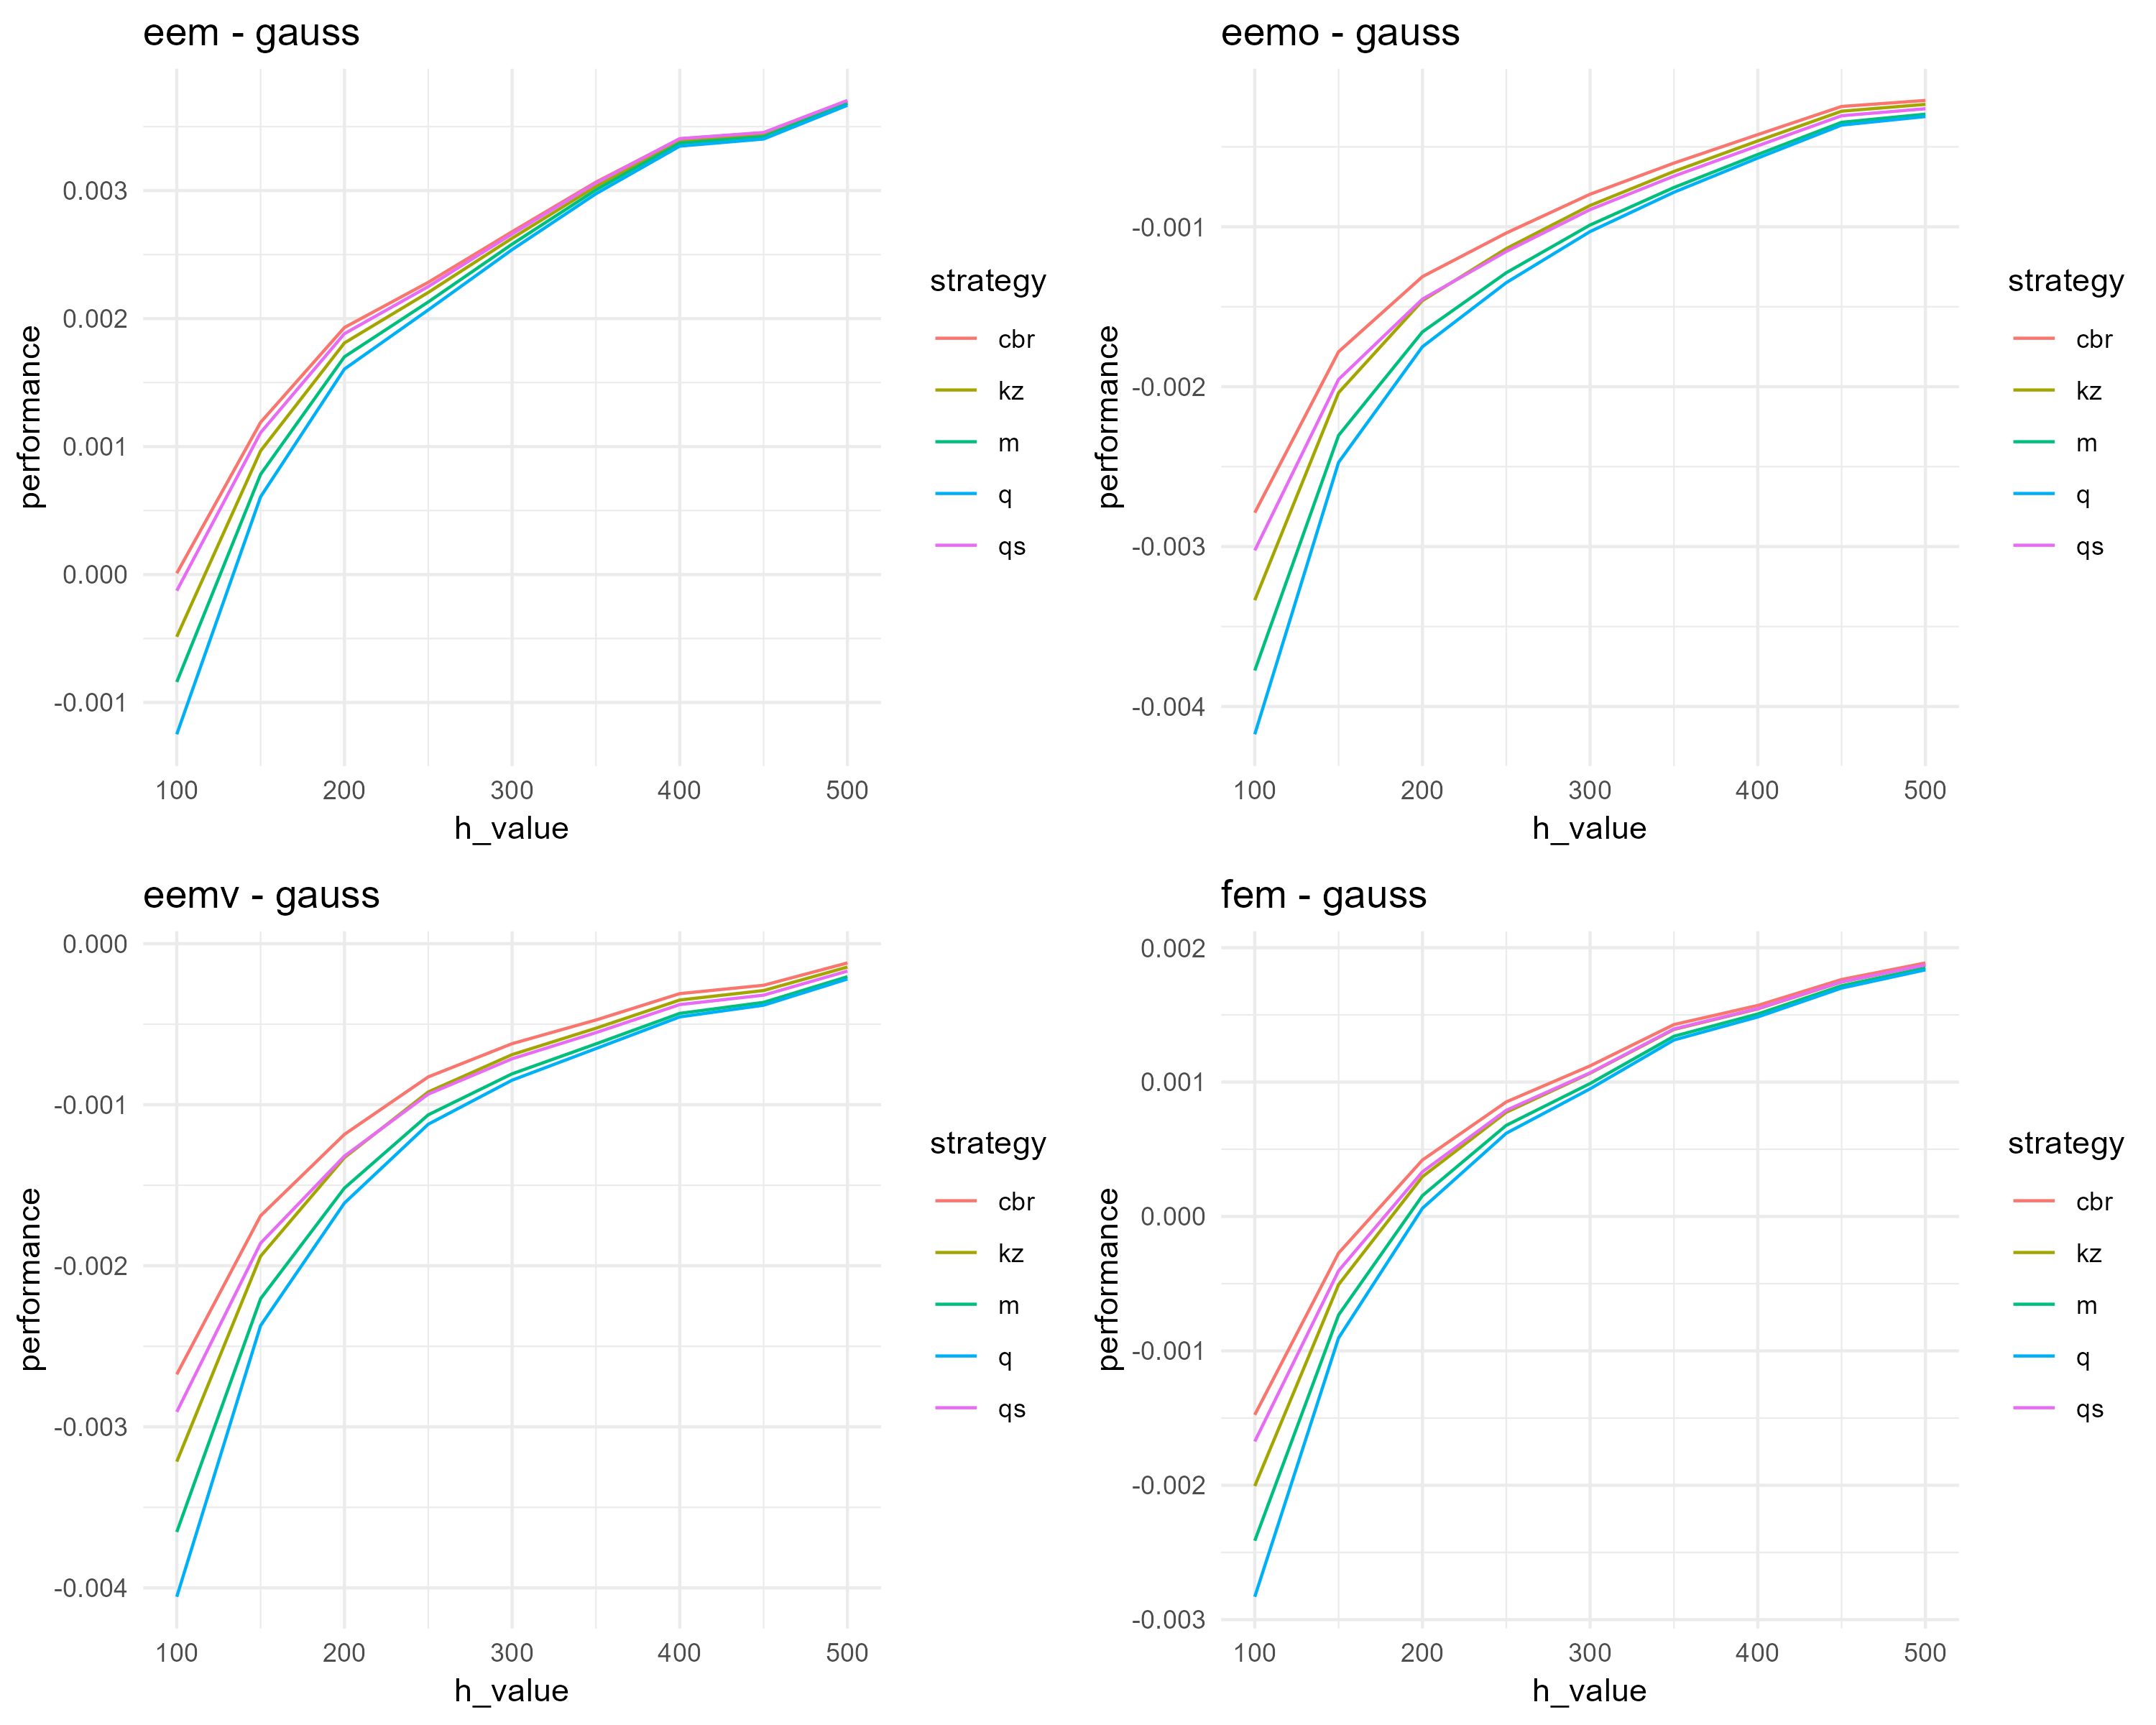 eem - gauss
performance
0.003
0.002
0.001
0.000
-0.001
100 200 300 400 500
h_value
strategy
cbr
kz
m
q
qs
eemo - gauss
performance
-0.001
-0.002
-0.003
-0.004
100 200 300 400 500
h_value
strategy
cbr
kz
m
q
qs
eemv - gauss
performance
0.000
-0.001
-0.002
-0.003
-0.004
100 200 300 400 500
h_value
strategy
cbr
kz
m
q
qs
fem - gauss
performance
0.002
0.001
0.000
-0.001
-0.002
-0.003
100 200 300 400 500
h_value
strategy
cbr
kz
m
q
qs